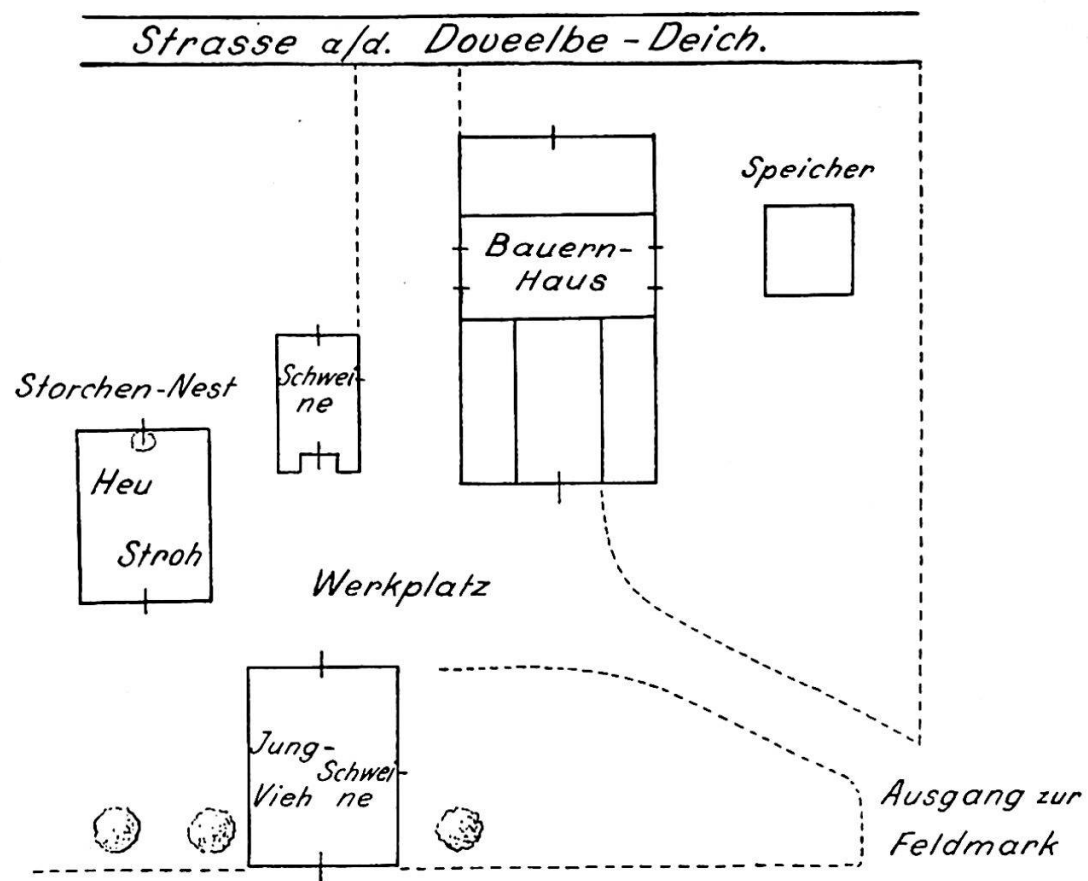 Strasse a/d. Doveelbe-Deich.
Speicher
Bauern-
Haus
Schwei-
ne
Storchen-Nest
Heu
Stroh
Werkplatz
Jung-
Vieh
Schwei-
ne
Ausgang zur
Feldmark